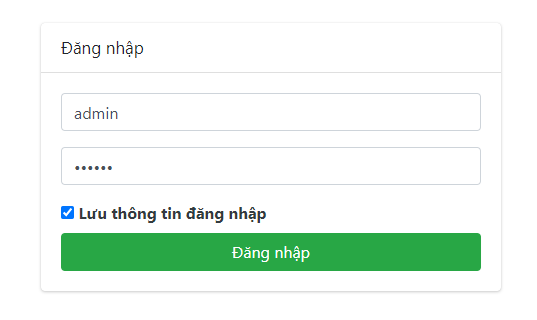 Đăng nhập
admin
••••••
Lưu thông tin đăng nhập
Đăng nhập